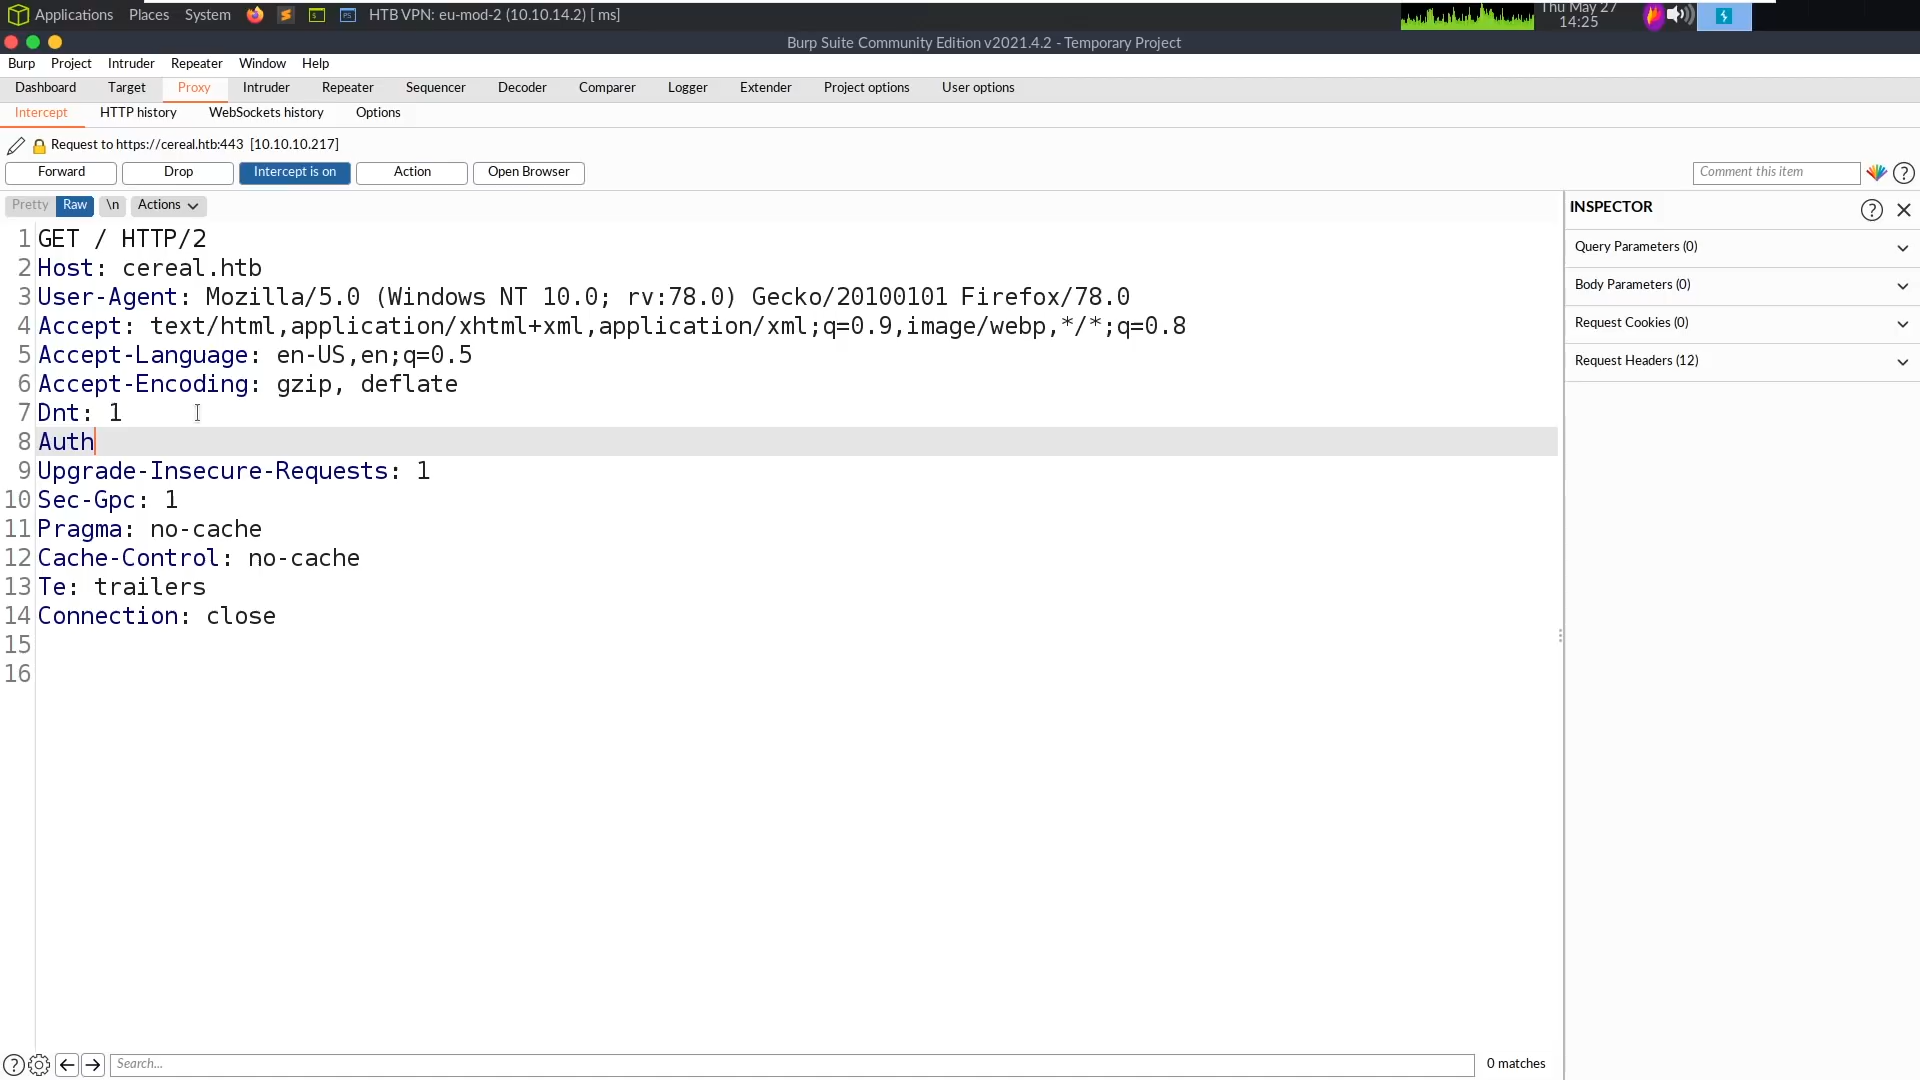 Applications Places System HTB VPN: eu-mod-2 (10.10.14.2) [ ms] Thu May 27
14:25
Burp Suite Community Edition v2021.4.2 - Temporary Project
Burp Project Intruder Repeater Window Help
Dashboard Target Proxy Intruder Repeater Sequencer Decoder Comparer Logger Extender Project options User options
Intercept HTTP history WebSockets history Options
Request to https://cereal.htb:443 [10.10.10.217]
Forward Drop Intercept is on Action Open Browser Comment this item
Pretty Raw \n Actions
INSPECTOR
Query Parameters (0)
Body Parameters (0)
Request Cookies (0)
Request Headers (12)
1 GET / HTTP/2
2 Host: cereal.htb
3 User-Agent: Mozilla/5.0 (Windows NT 10.0; rv:78.0) Gecko/20100101 Firefox/78.0
4 Accept: text/html,application/xhtml+xml,application/xml;q=0.9,image/webp,*/*;q=0.8
5 Accept-Language: en-US,en;q=0.5
6 Accept-Encoding: gzip, deflate
7 Dnt: 1
8 Auth
9 Upgrade-Insecure-Requests: 1
10 Sec-Gpc: 1
11 Pragma: no-cache
12 Cache-Control: no-cache
13 Te: trailers
14 Connection: close
15
16
Search... 0 matches